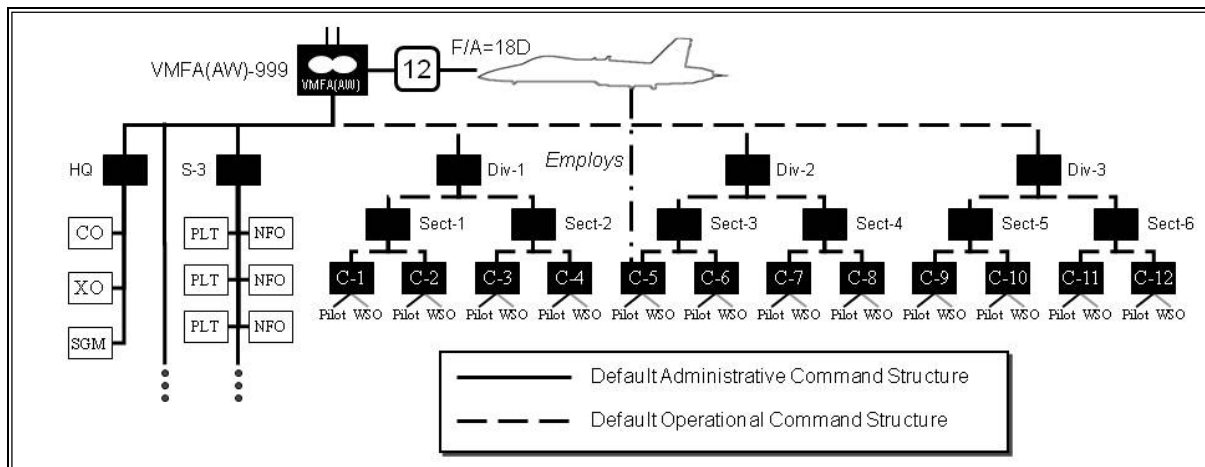 F/A=18D
VMFA(AW)-999
VMFA(AW)
12
HQ
S-3
Employs
Div-1
Div-2
Div-3
Sect-1
Sect-2
Sect-3
Sect-4
Sect-5
Sect-6
CO
XO
SGM
PLT
NFO
PLT
NFO
PLT
NFO
C-1
C-2
C-3
C-4
C-5
C-6
C-7
C-8
C-9
C-10
C-11
C-12
Pilot WSO Pilot WSO Pilot WSO Pilot WSO Pilot WSO Pilot WSO Pilot WSO Pilot WSO Pilot WSO Pilot WSO Pilot WSO Pilot WSO
Default Administrative Command Structure
Default Operational Command Structure